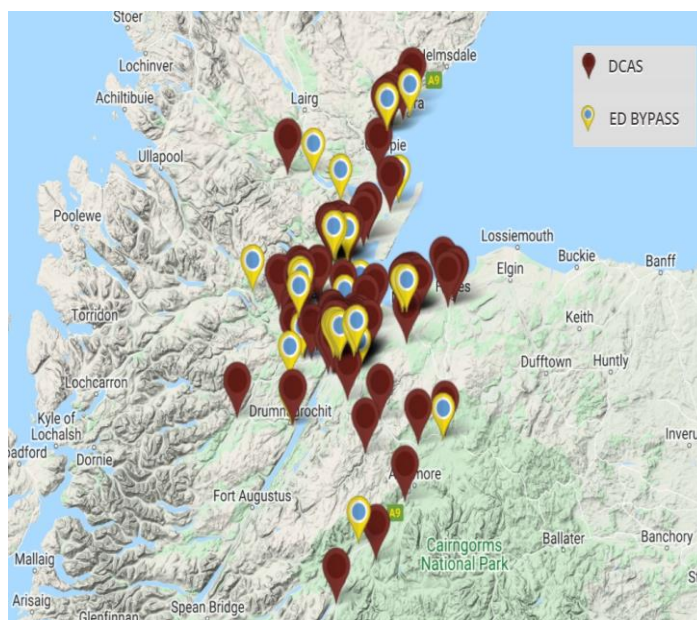 Stoer
Helmsdale
Lochinver
DCAS
A9
Lairg
Achiltibuie
ED BYPASS
Ullapool
Poolewe
Lossiemouth
Buckie
Banff
Elgin
Torridon
Keith
Huntly
Dufftown
Lochcarron
Kyle of
Lochalsh
Dornie
Fort Augustus
A9
Ballater
Banchory
Cairngorms
National Park
Mallaig
Arisaig
Spean Bridge
Glenfinnan